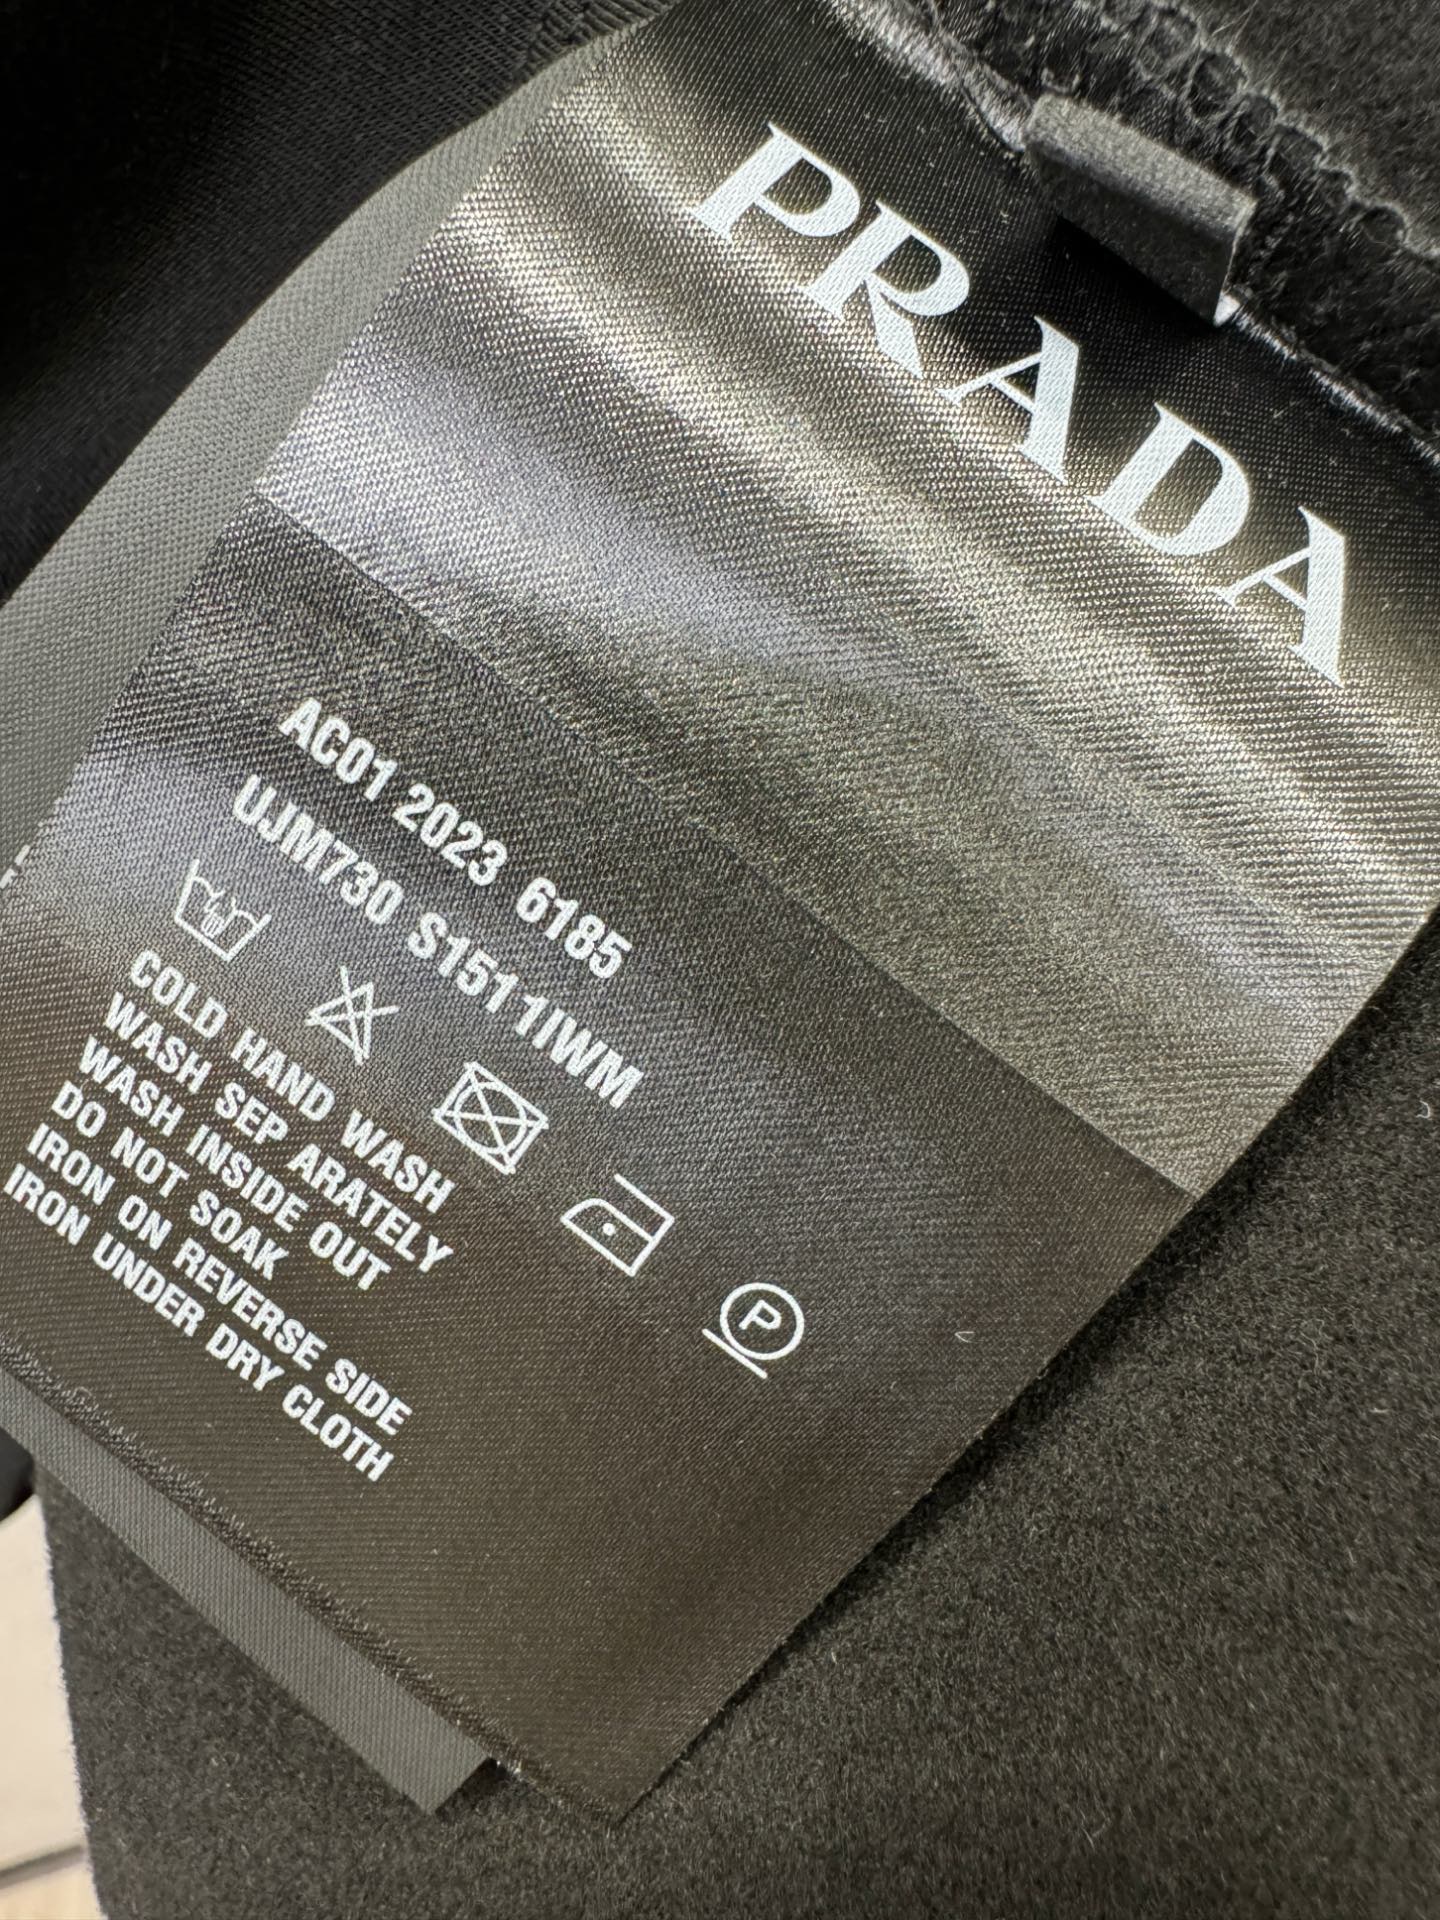 PRADA
AC01 2023 6185
UJM730 S1511IWM
P
COLD HAND WASH
WASH SEP ARATELY
WASH INSIDE OUT
DO NOT SOAK
IRON ON REVERSE SIDE
IRON UNDER DRY CLOTH